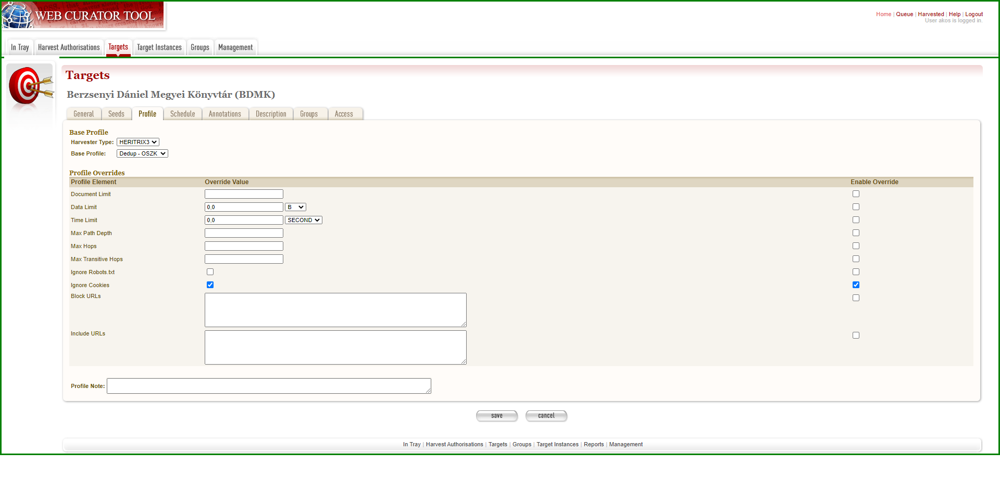 WEB CURATOR TOOL
Home | Queue | Harvested | Help | Logout
User akos is logged in.
In Tray
Harvest Authorisations
Targets
Target Instances
Groups
Management
Targets
Berzsenyi Dániel Megyei Könyvtár (BDMK)
General
Seeds
Profile
Schedule
Annotations
Description
Groups
Access
Base Profile
Harvester Type: HERITRIX3
Base Profile: Dedup - OSZK
Profile Overrides
Profile Element Override Value Enable Override
Document Limit
Data Limit 0,0 B
Time Limit 0,0 SECOND
Max Path Depth
Max Hops
Max Transitive Hops
Ignore Robots.txt
Ignore Cookies
Block URLs
Include URLs
Profile Note:
save
cancel
In Tray | Harvest Authorisations | Targets | Groups | Target Instances | Reports | Management